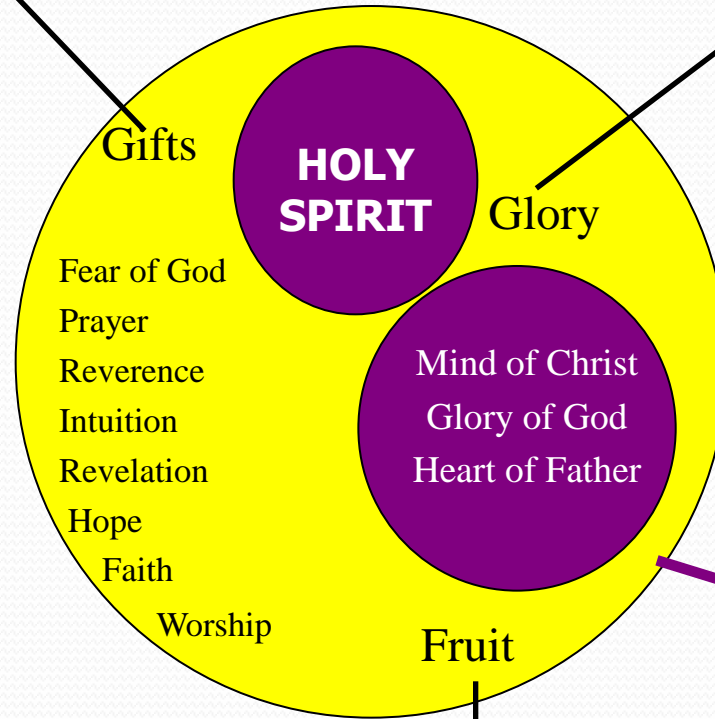 Gifts
HOLY
SPIRIT
Glory
Fear of God
Prayer
Reverence
Intuition
Revelation
Hope
Faith
Worship
Mind of Christ
Glory of God
Heart of Father
Fruit